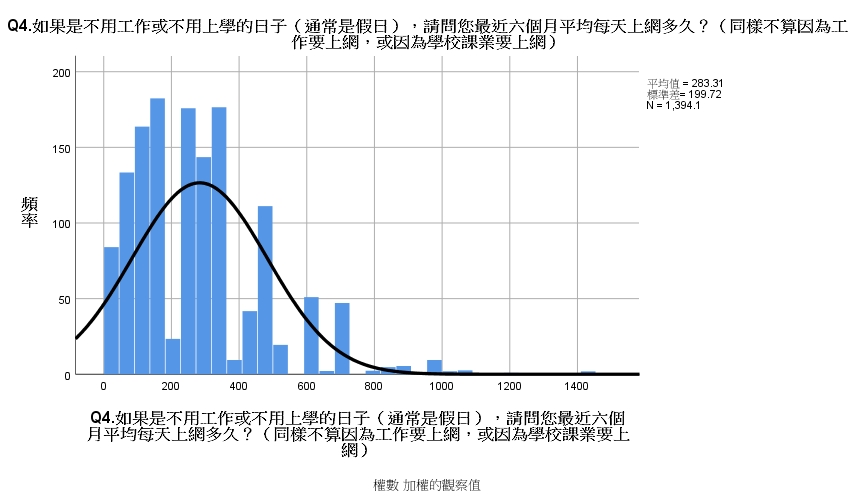 Q4.如果是不用工作或不用上學的日子（通常是假日），請問您最近六個月平均每天上網多久？（同樣不算因為工
作要上網，或因為學校課業要上網）
平均值 = 283.31
標準差= 199.72
N = 1,394.1
200
150
100
50
0
頻率
0 200 400 600 800 1000 1200 1400
Q4.如果是不用工作或不用上學的日子（通常是假日），請問您最近六個
月平均每天上網多久？（同樣不算因為工作要上網，或因為學校課業要上
網）
權數 加權的觀察值